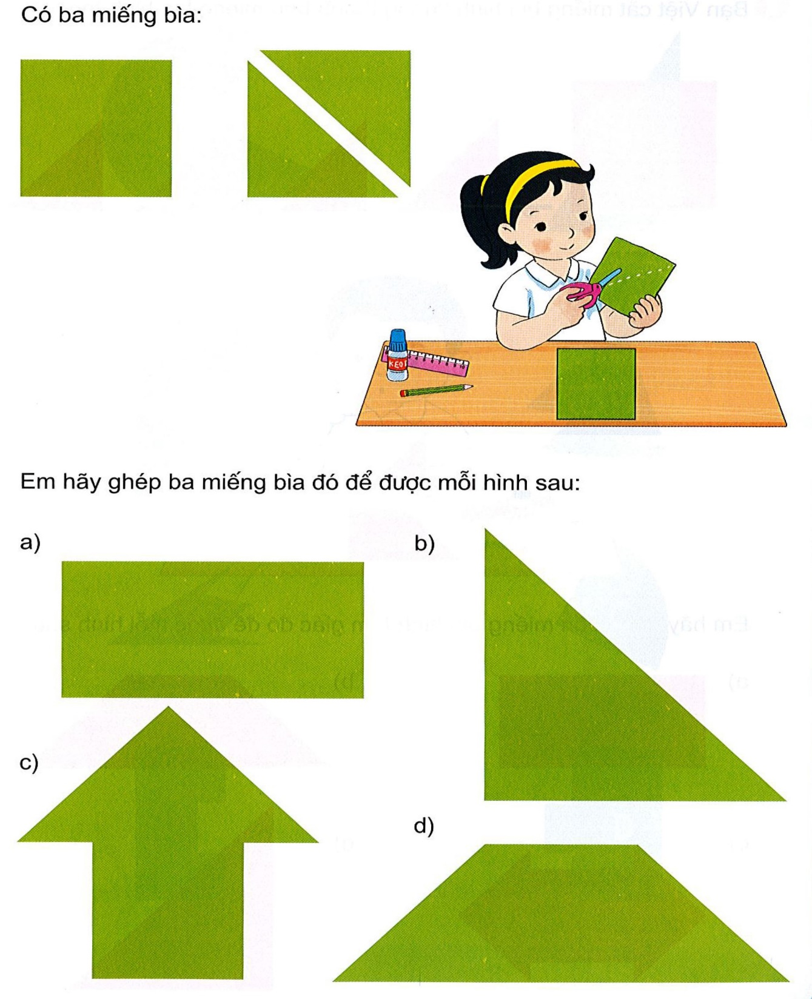 Có ba miếng bìa:
KEO
Em hãy ghép ba miếng bìa đó để được mỗi hình sau:
a)
b)
c)
d)